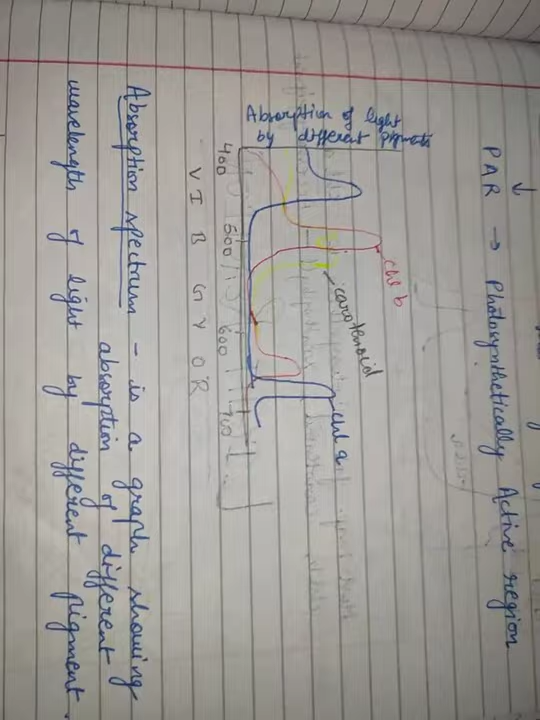 ↓
PAR → Photosynthetically Active region
Absorption of light
by different pigments
chl b
carotenoid
chl a
400 500 600 700
V I B G Y O R
Absorption spectrum - is a graph showing
absorption of different
wavelength of light by different pigment.